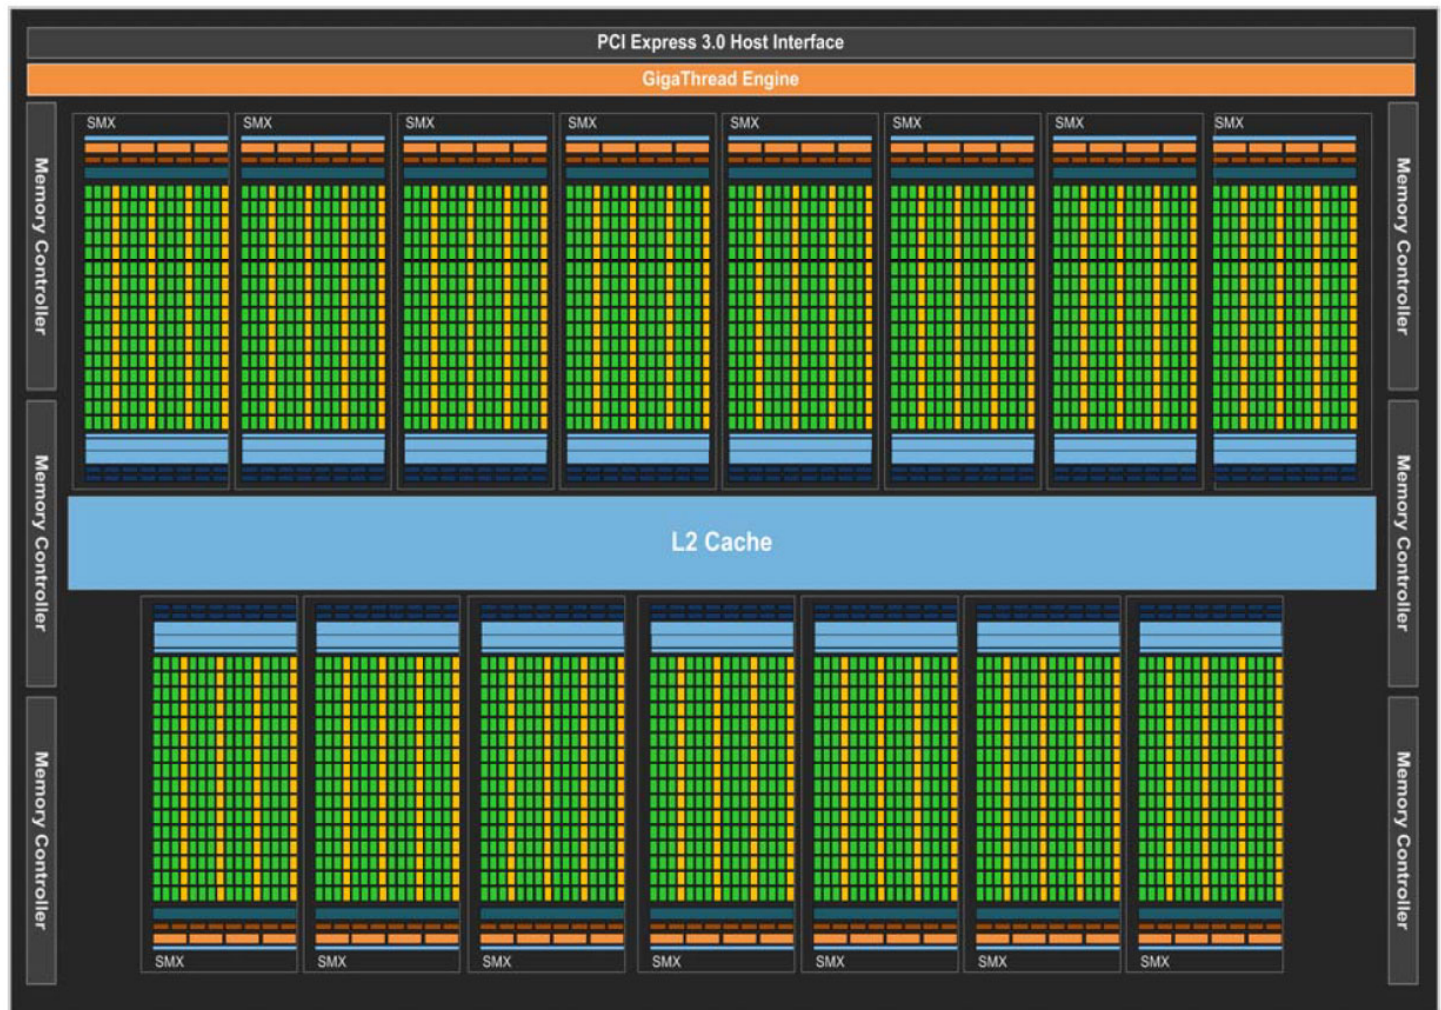 PCI Express 3.0 Host Interface
GigaThread Engine
SMX
SMX
SMX
SMX
SMX
SMX
SMX
SMX
Memory Controller
Memory Controller
Memory Controller
Memory Controller
L2 Cache
Memory Controller
Memory Controller
SMX
SMX
SMX
SMX
SMX
SMX
SMX